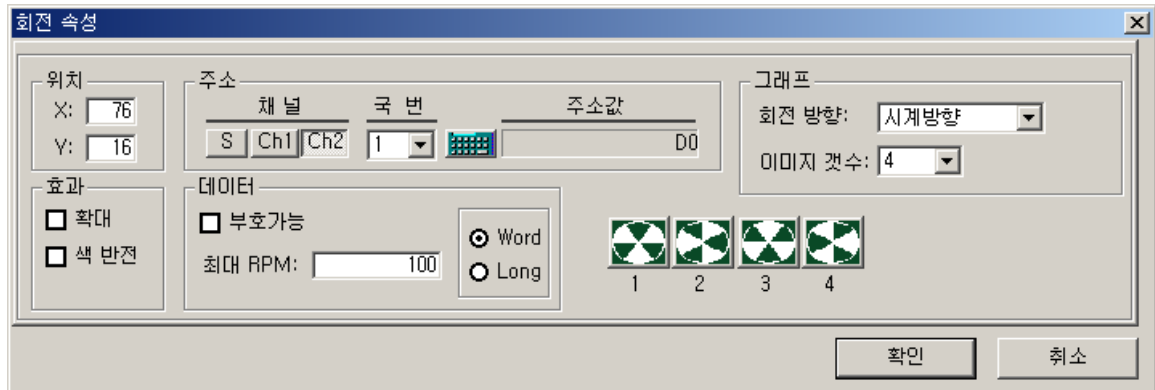 회전 속성
위치
X: 76
Y: 16
주소
채 널 국 번 주소값
S Ch1 Ch2 1 D0
그래프
회전 방향: 시계방향
이미지 갯수: 4
효과
확대
색 반전
데이터
부호가능
최대 RPM: 100
Word
Long
1 2 3 4
확인 취소